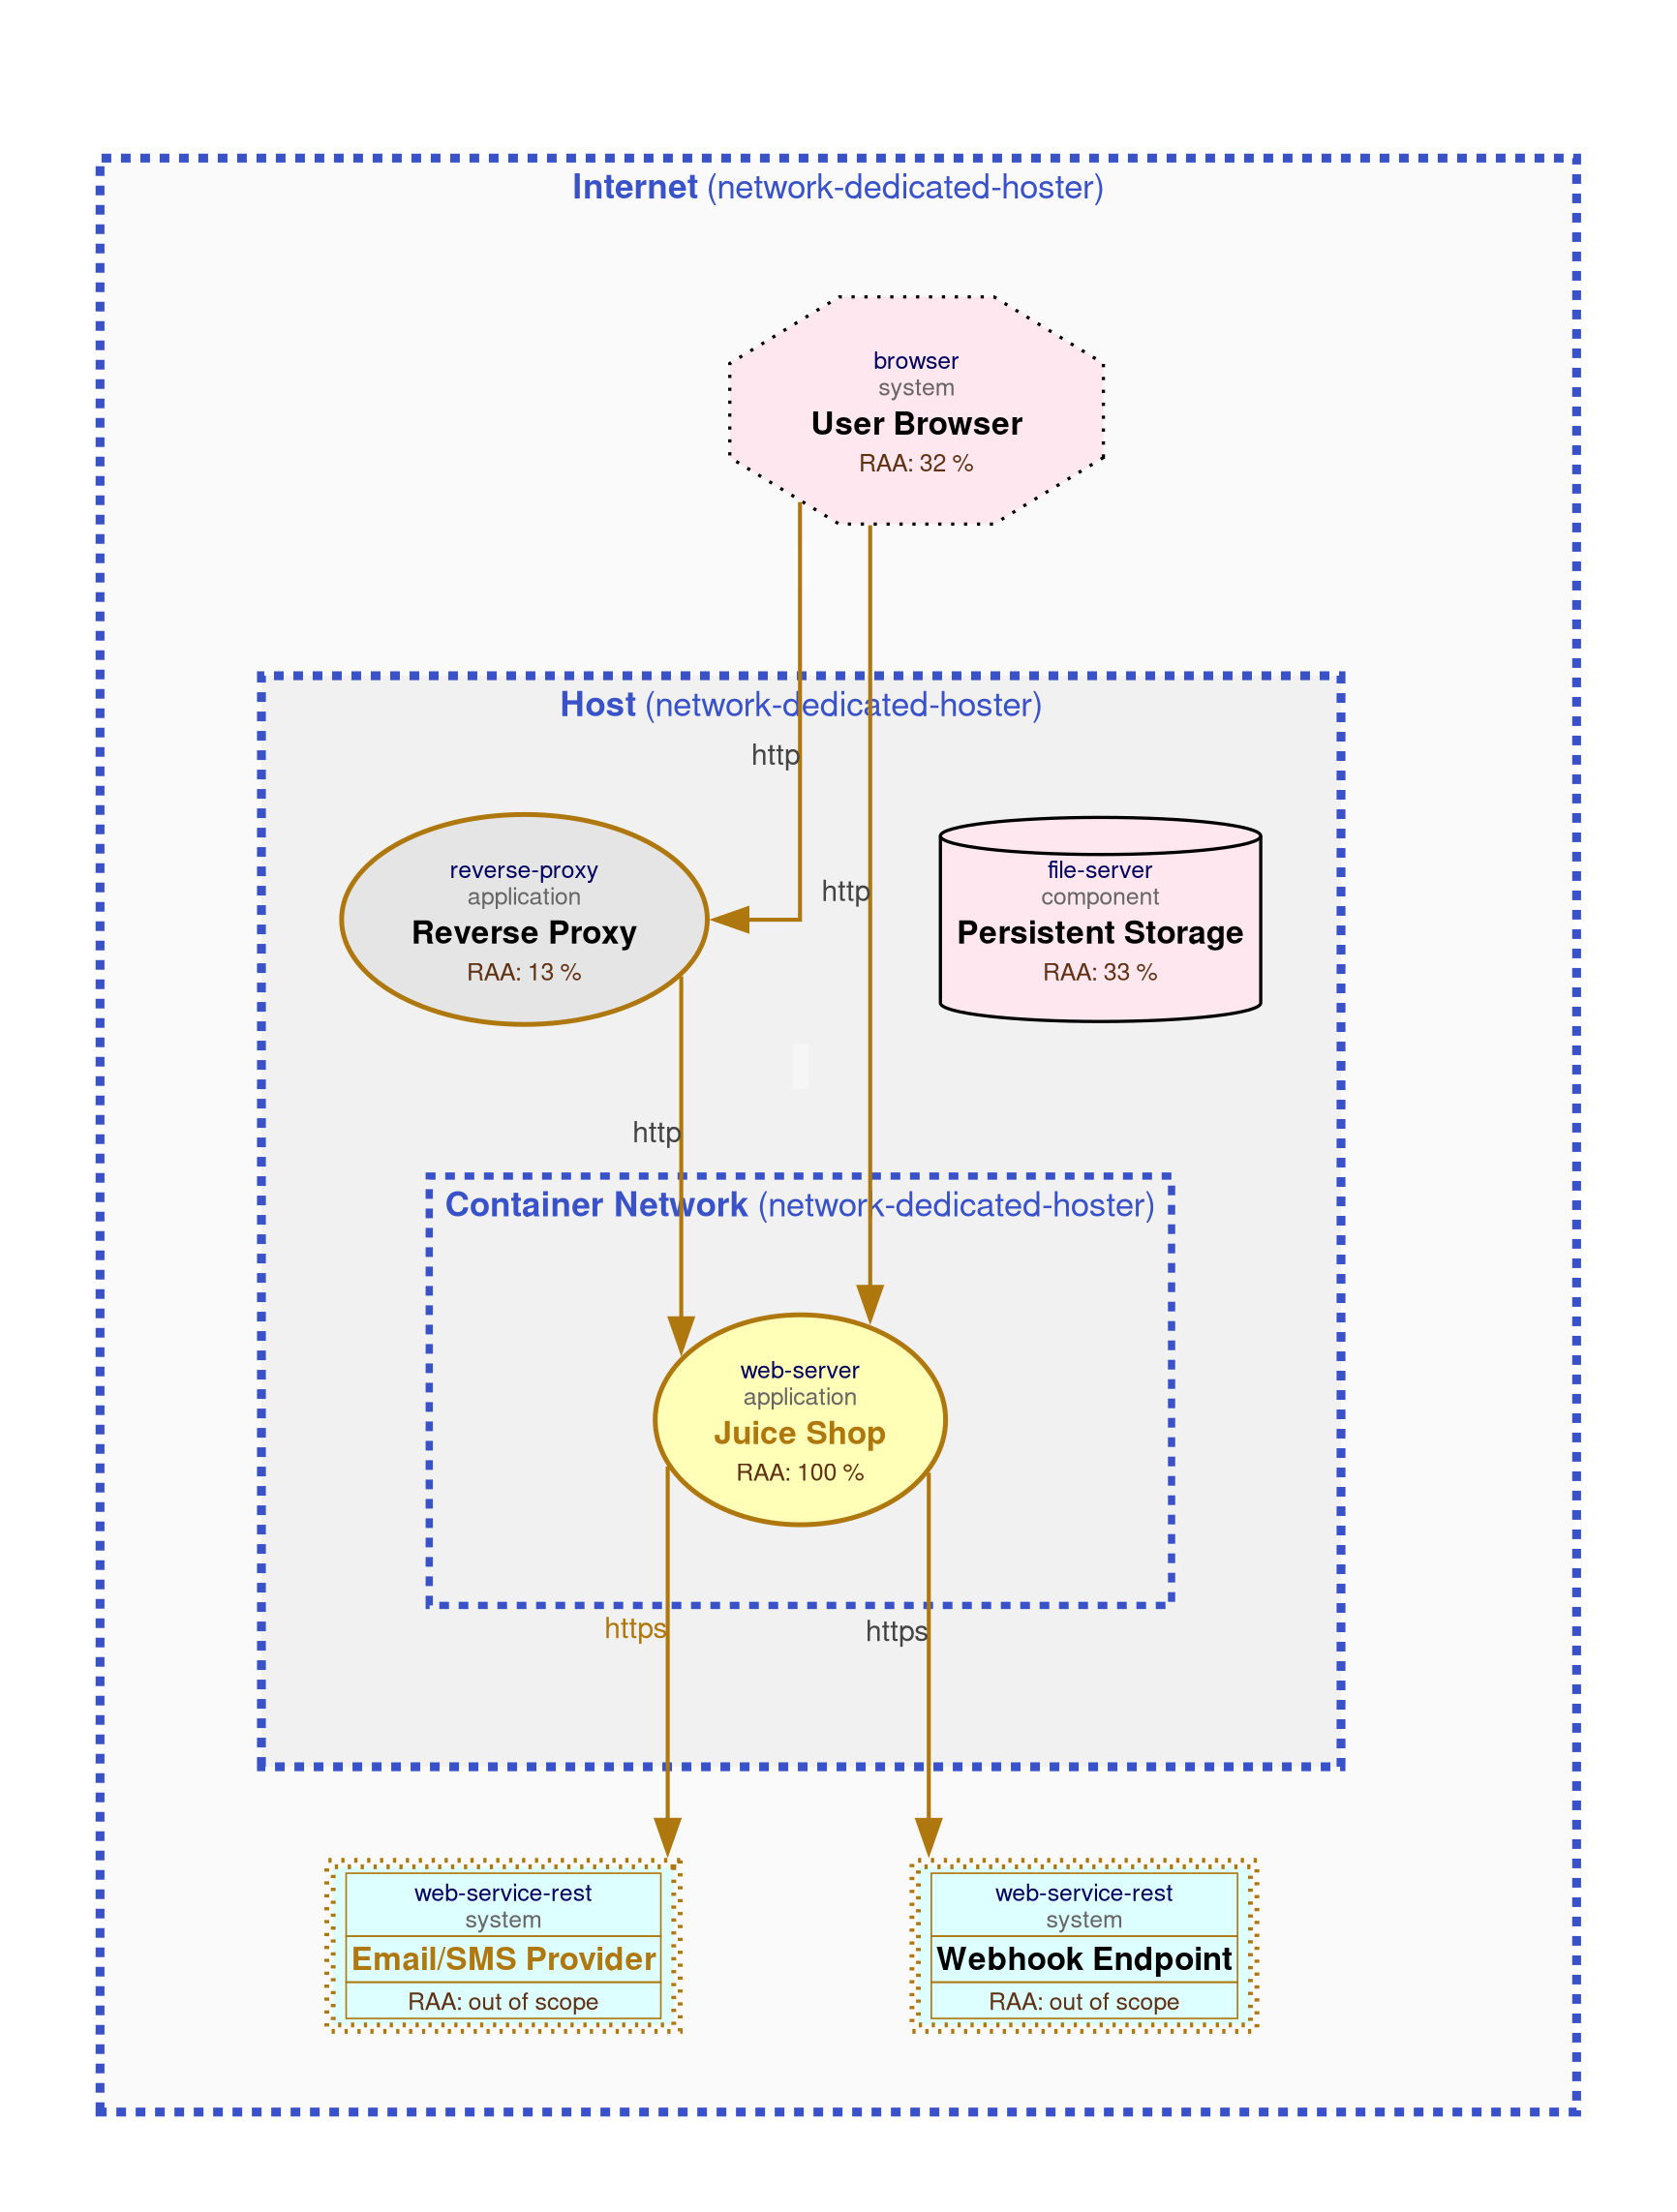 Internet (network-dedicated-hoster)
browser
system
User Browser
RAA: 32 %
Host (network-dedicated-hoster)
http
reverse-proxy
application
Reverse Proxy
RAA: 13 %
http
file-server
component
Persistent Storage
RAA: 33 %
http
Container Network (network-dedicated-hoster)
web-server
application
Juice Shop
RAA: 100 %
https
https
web-service-rest
system
Email/SMS Provider
RAA: out of scope
web-service-rest
system
Webhook Endpoint
RAA: out of scope